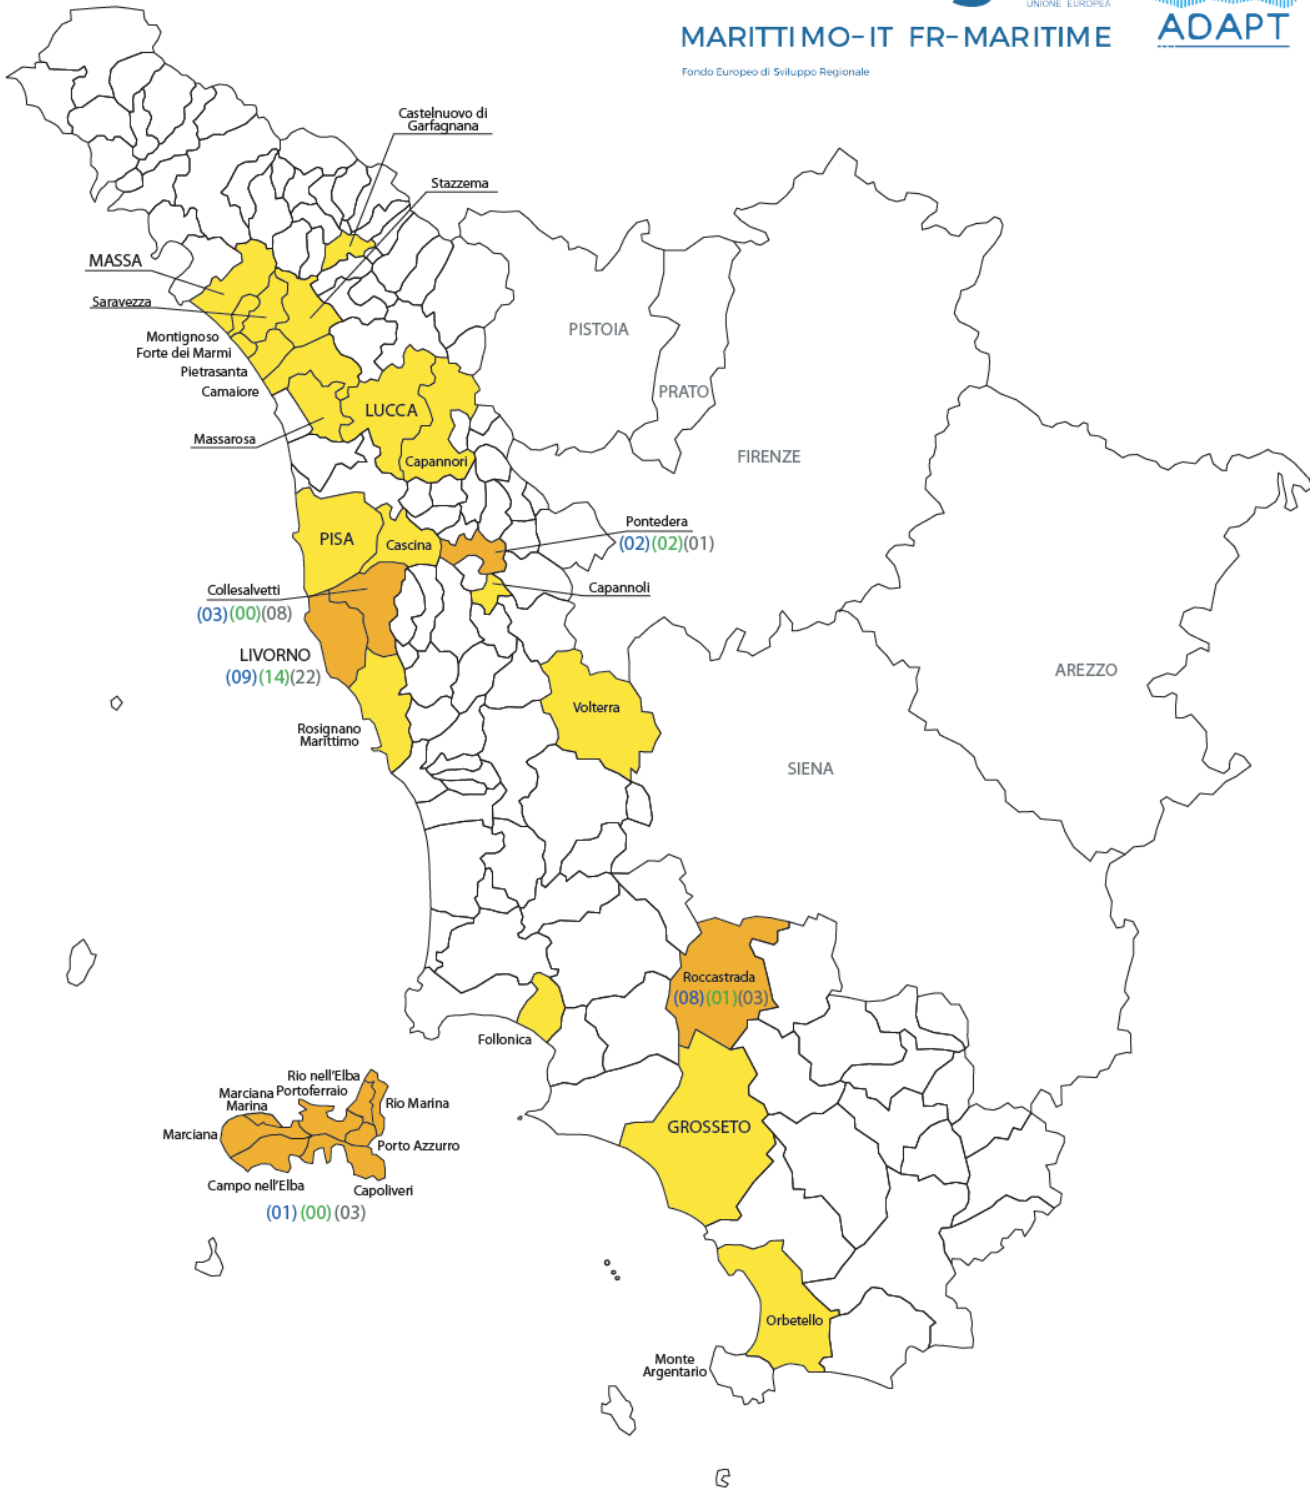 UNIONE EUROPEA
MARITTIMO-IT FR-MARITIME
ADAPT
Fondo Europeo di Sviluppo Regionale
Castelnuovo di
Garfagnana
Stazzema
MASSA
Saravezza
Montignoso
Forte dei Marmi
Pietrasanta
Camaiore
Massarosa
LUCCA
Capannori
PISTOIA
PRATO
FIRENZE
PISA
Cascina
Pontedera
(02)(02)(01)
Capannoli
Collesalvetti
(03)(00)(08)
LIVORNO
(09)(14)(22)
Rosignano
Marittimo
Volterra
AREZZO
SIENA
Roccastrada
(08)(01)(03)
Follonica
Rio nell'Elba
Portoferraio
Marciana
Marina
Rio Marina
Marciana
Porto Azzurro
Campo nell'Elba
Capoliveri
(01)(00)(03)
GROSSETO
Orbetello
Monte
Argentario